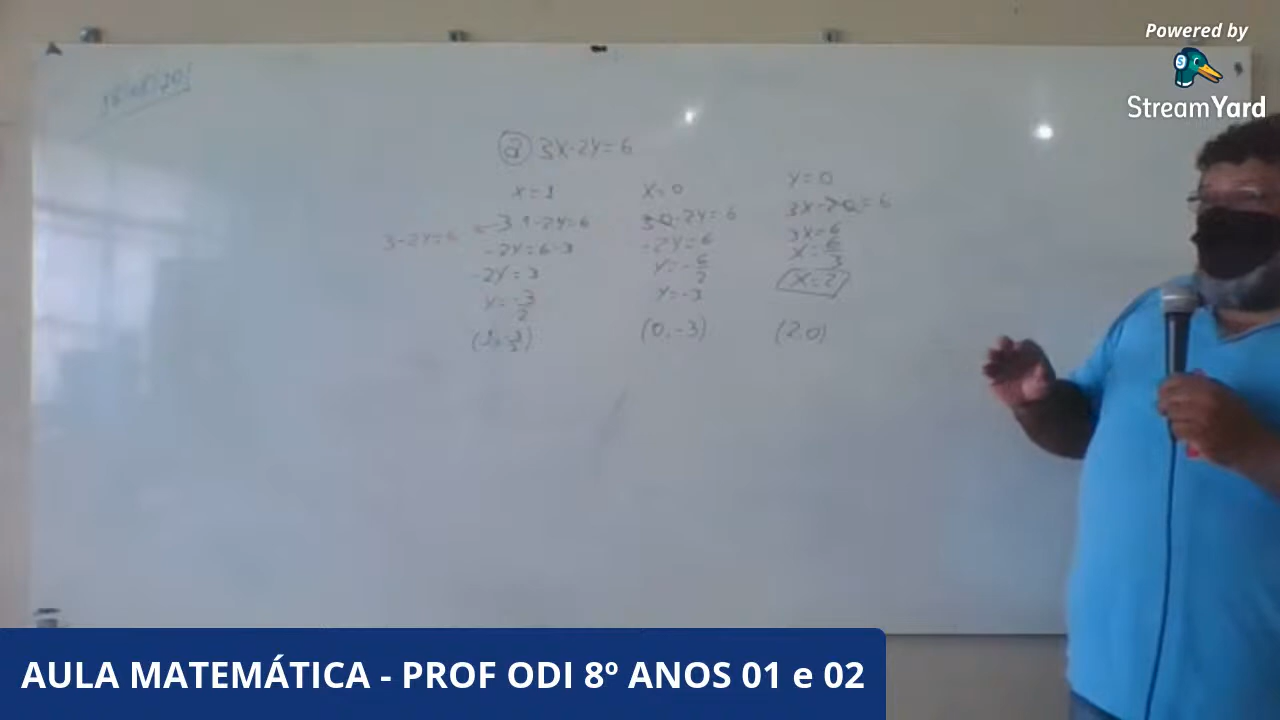 Powered by
StreamYard
a 3x-2y=6
x=1
3·1-2y=6
3-2y=6
-2y=6-3
-2y=3
y=-3/2
x=0
3·0-2y=6
-2y=6
y=-6/2
y=-3
(0,-3)
y=0
3x-2·0=6
3x=6
x=6/3
x=2
(2,0)
AULA MATEMÁTICA - PROF ODI 8º ANOS 01 e 02